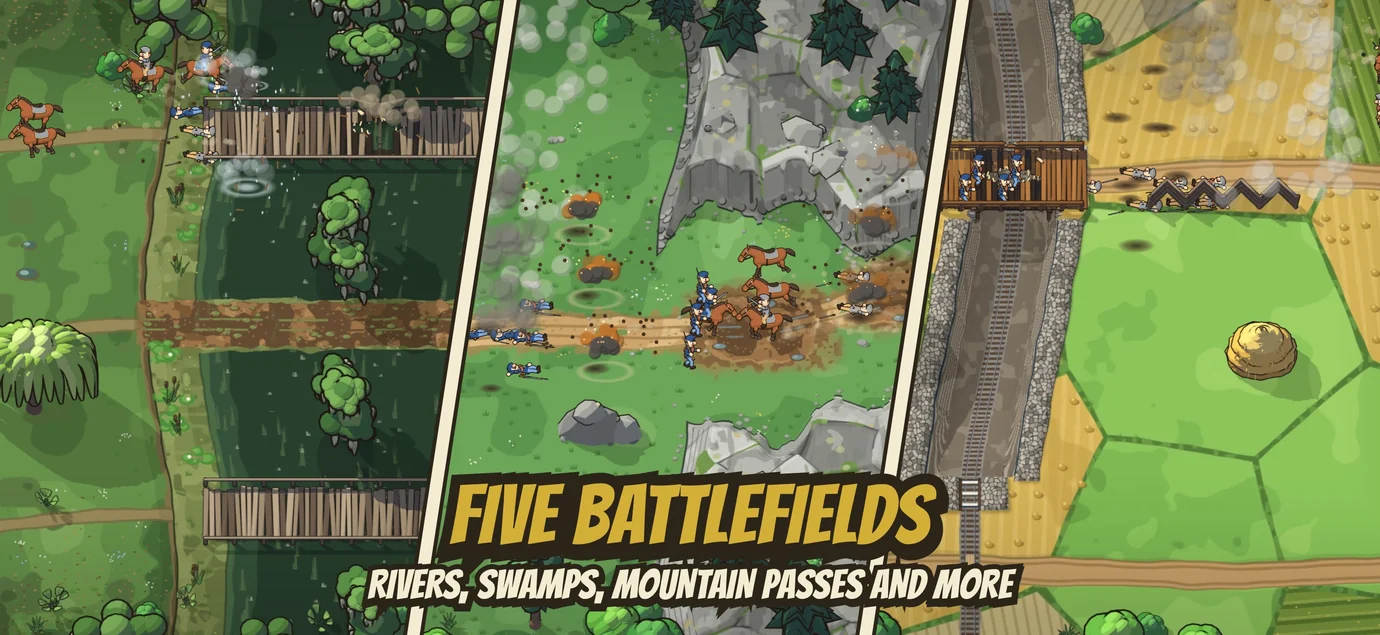 FIVE BATTLEFIELDS
RIVERS, SWAMPS, MOUNTAIN PASSES AND MORE